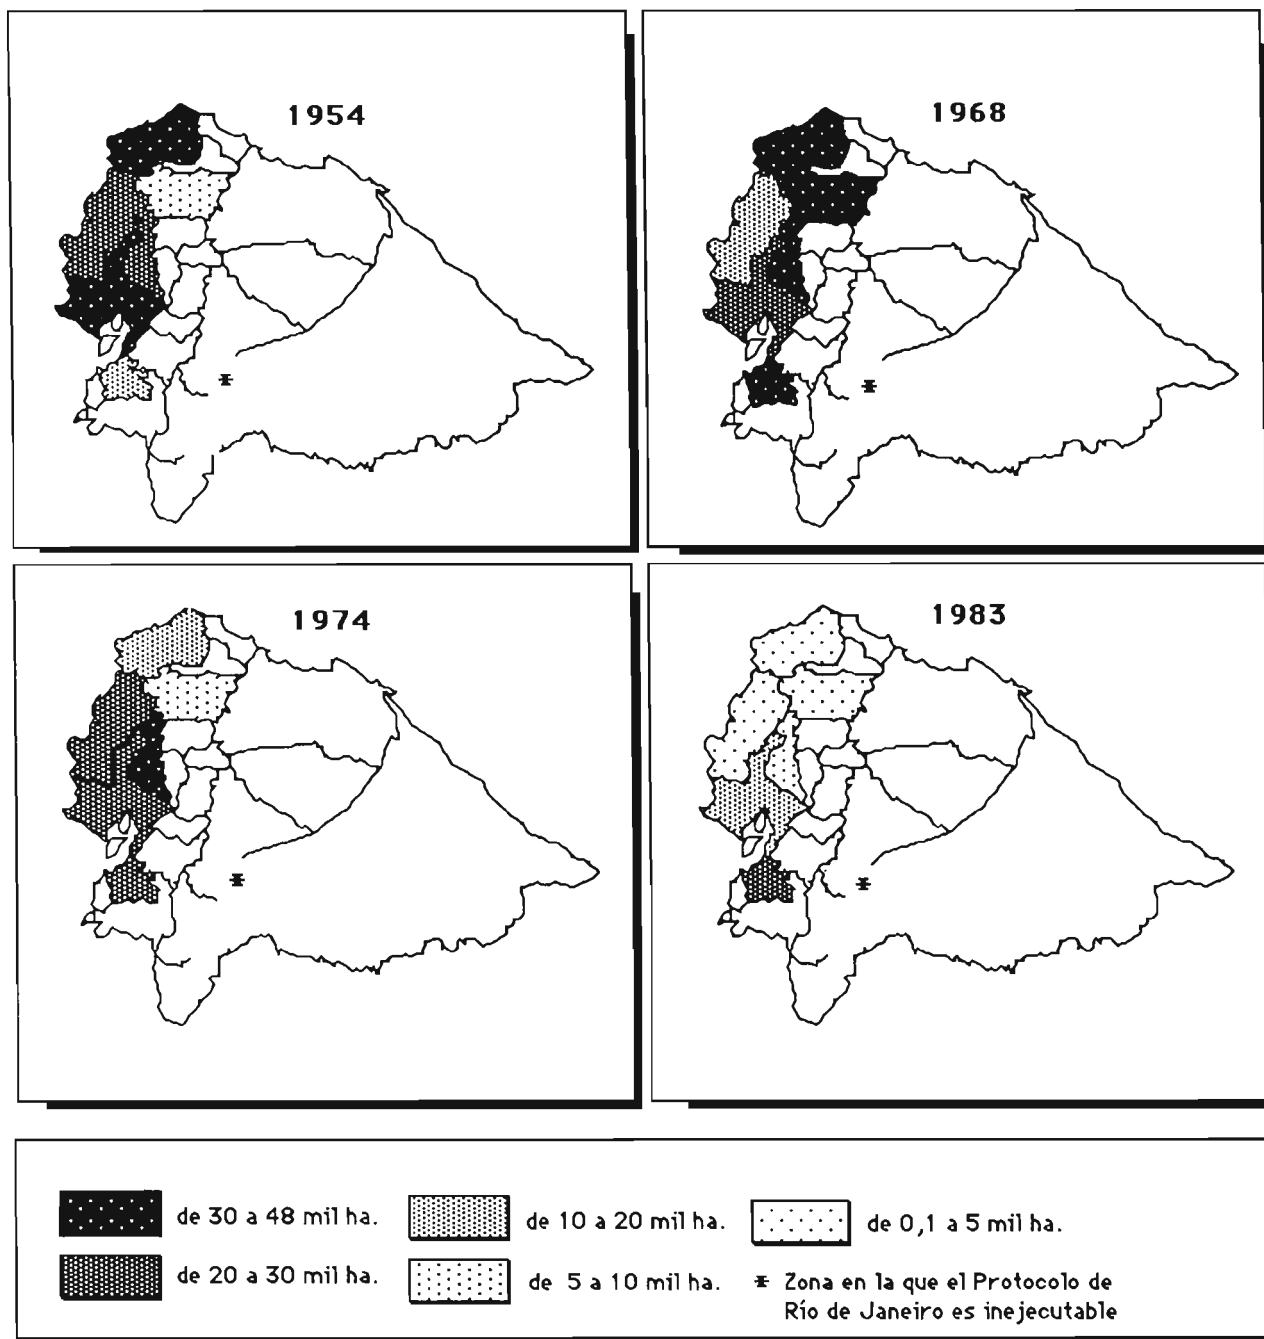 1954
1968
1974
1983
de 30 a 48 mil ha.
de 20 a 30 mil ha.
de 10 a 20 mil ha.
de 5 a 10 mil ha.
de 0,1 a 5 mil ha.
Zona en la que el Protocolo de
Río de Janeiro es inejecutable